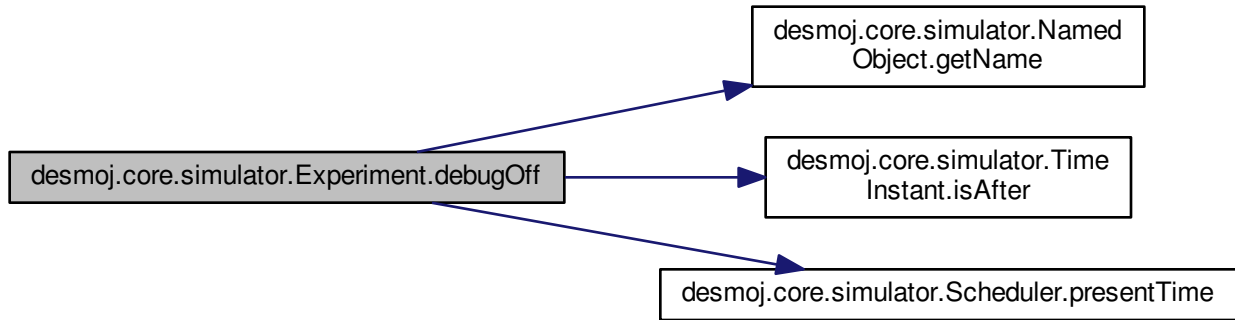 desmoj.core.simulator.Named
Object.getName
desmoj.core.simulator.Experiment.debugOff
desmoj.core.simulator.Time
Instant.isAfter
desmoj.core.simulator.Scheduler.presentTime